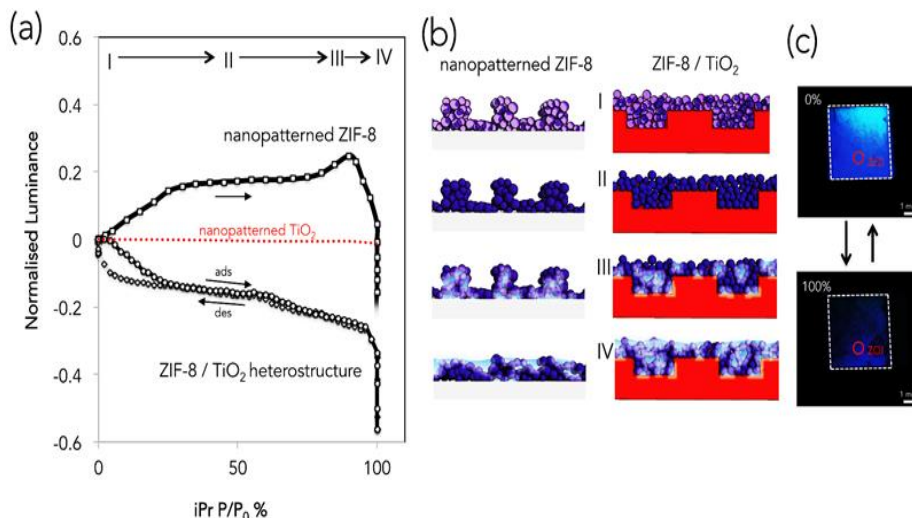 (a)
0.6
0.4
0.2
0
-0.2
-0.4
-0.6
Normalised Luminance
I
II
III
IV
nanopatterned ZIF-8
nanopatterned TiO₂
ads
des
ZIF-8 / TiO₂ heterostructure
0
50
100
iPr P/P₀ %
(b)
nanopatterned ZIF-8
ZIF-8 / TiO₂
I
II
III
IV
(c)
0%
100%